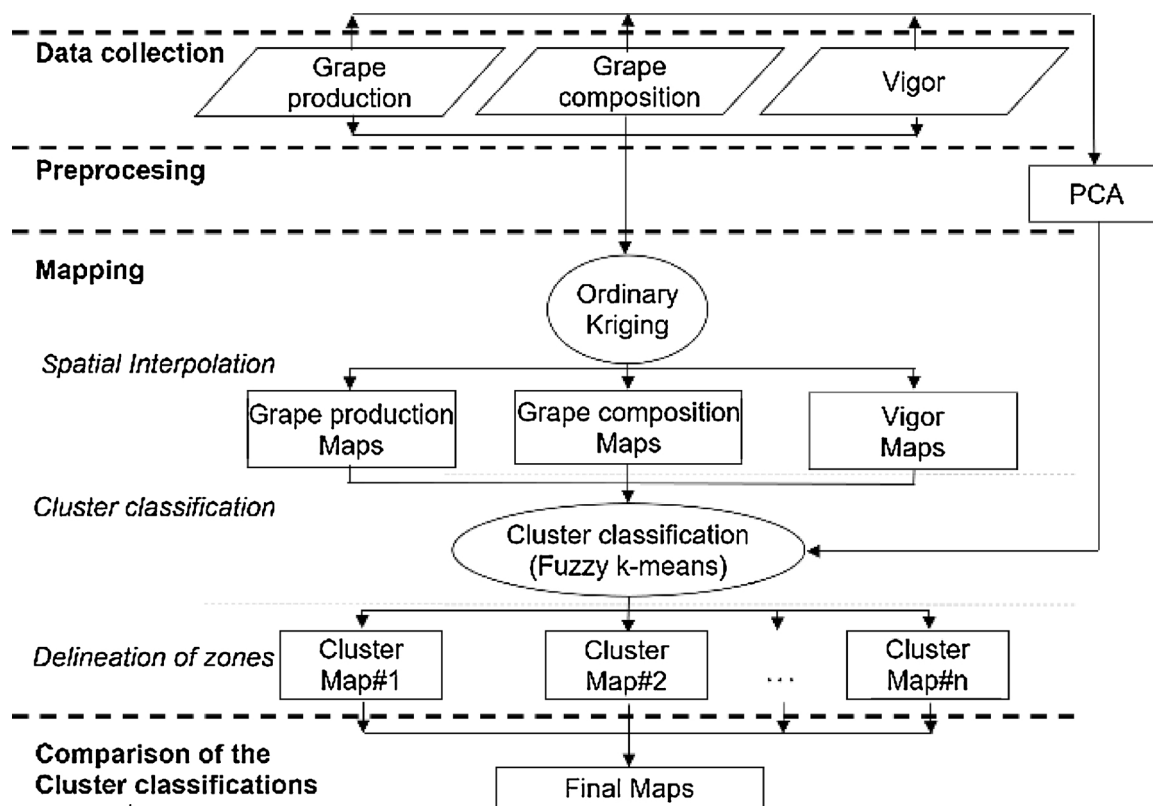 Data collection
Grape
production
Grape
composition
Vigor
Preprocesing
PCA
Mapping
Ordinary
Kriging
Spatial Interpolation
Grape production
Maps
Grape composition
Maps
Vigor
Maps
Cluster classification
Cluster classification
(Fuzzy k-means)
Delineation of zones
Cluster
Map#1
Cluster
Map#2
...
Cluster
Map#n
Comparison of the
Cluster classifications
Final Maps